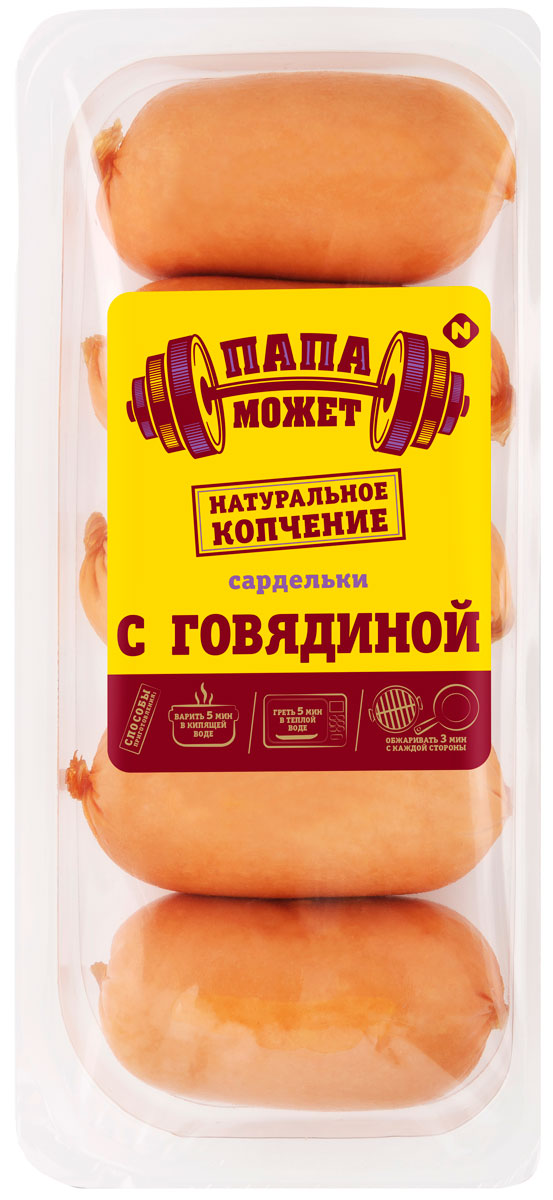 ПАПА
МОЖЕТ
N
НАТУРАЛЬНОЕ
КОПЧЕНИЕ
сардельки
С ГОВЯДИНОЙ
СПОСОБЫ
ПРИГОТОВЛЕНИЯ:
ВАРИТЬ 5 МИН
В КИПЯЩЕЙ
ВОДЕ
ГРЕТЬ 5 МИН
В ТЕПЛОЙ
ВОДЕ
ОБЖАРИВАТЬ 3 МИН
С КАЖДОЙ СТОРОНЫ